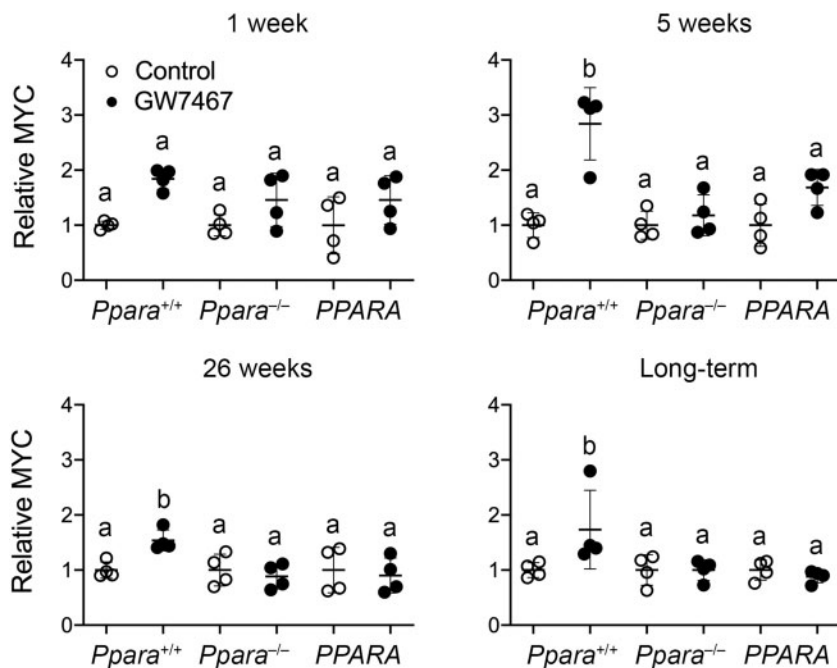 1 week
5 weeks
Relative MYC
4
3
2
1
0
Control
GW7467
a
a
a
a
a
a
Ppara+/+ Ppara–/– PPARA
4
3
2
1
0
a
b
a
a
a
a
Ppara+/+ Ppara–/– PPARA
26 weeks
Long-term
Relative MYC
4
3
2
1
0
a
b
a
a
a
a
Ppara+/+ Ppara–/– PPARA
4
3
2
1
0
a
b
a
a
a
a
Ppara+/+ Ppara–/– PPARA